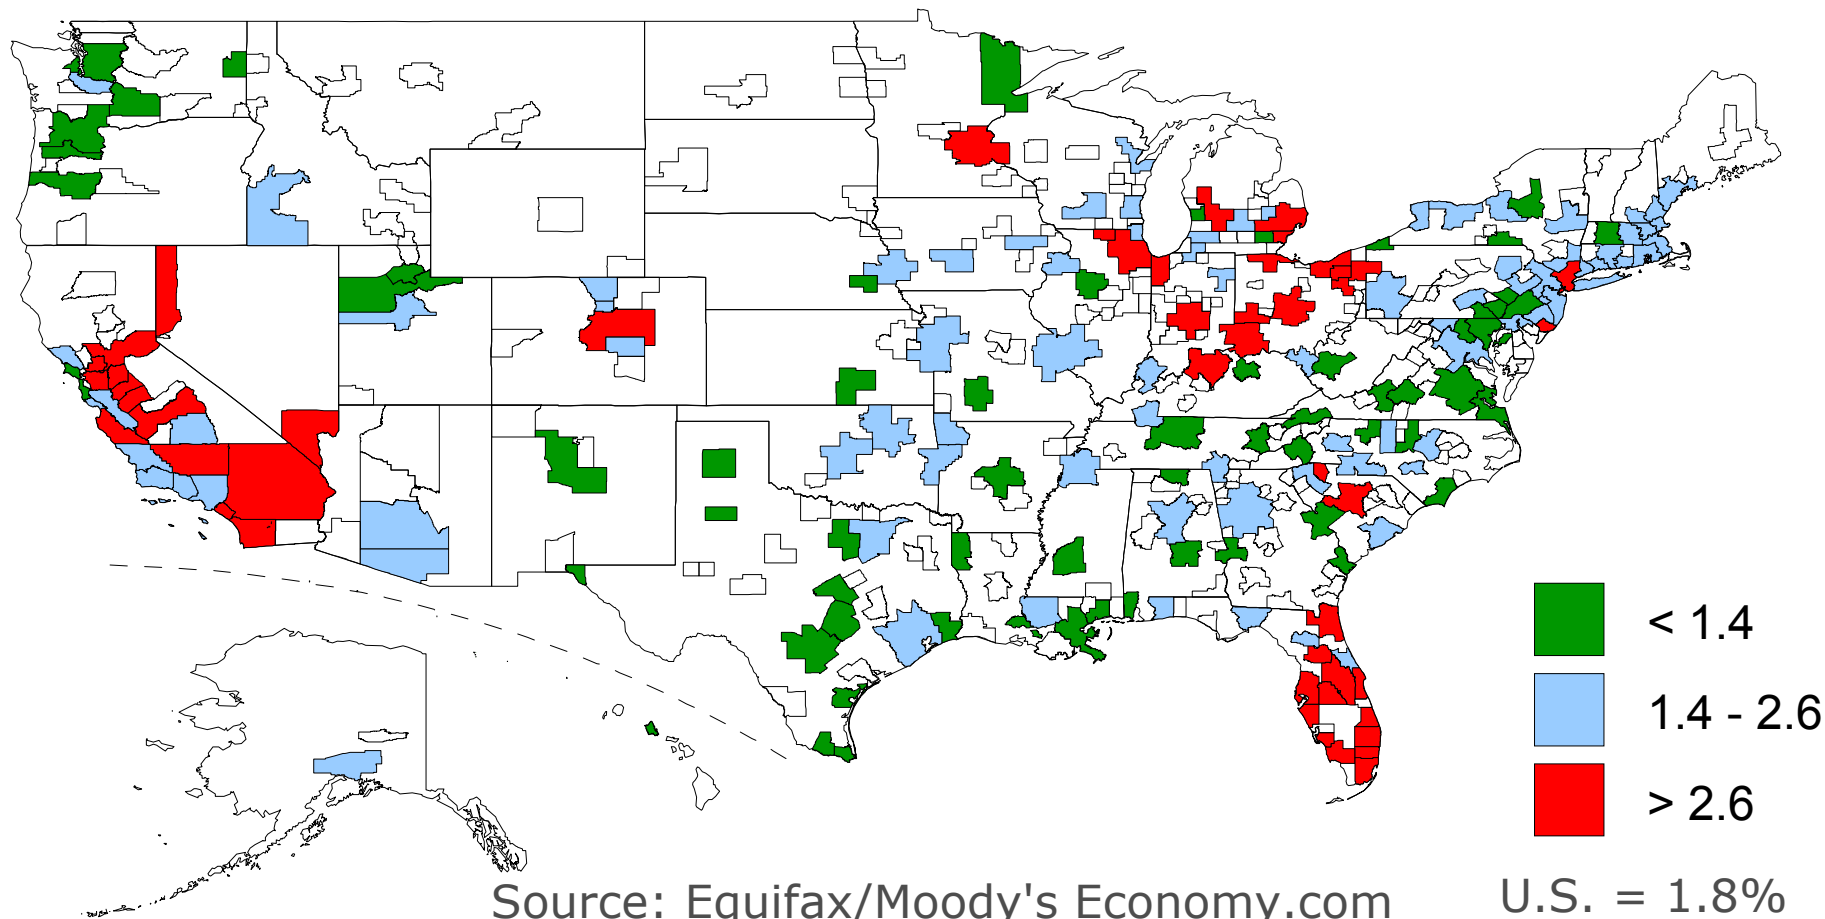 < 1.4
1.4 - 2.6
> 2.6
U.S. = 1.8%
Source: Equifax/Moody's Economy.com